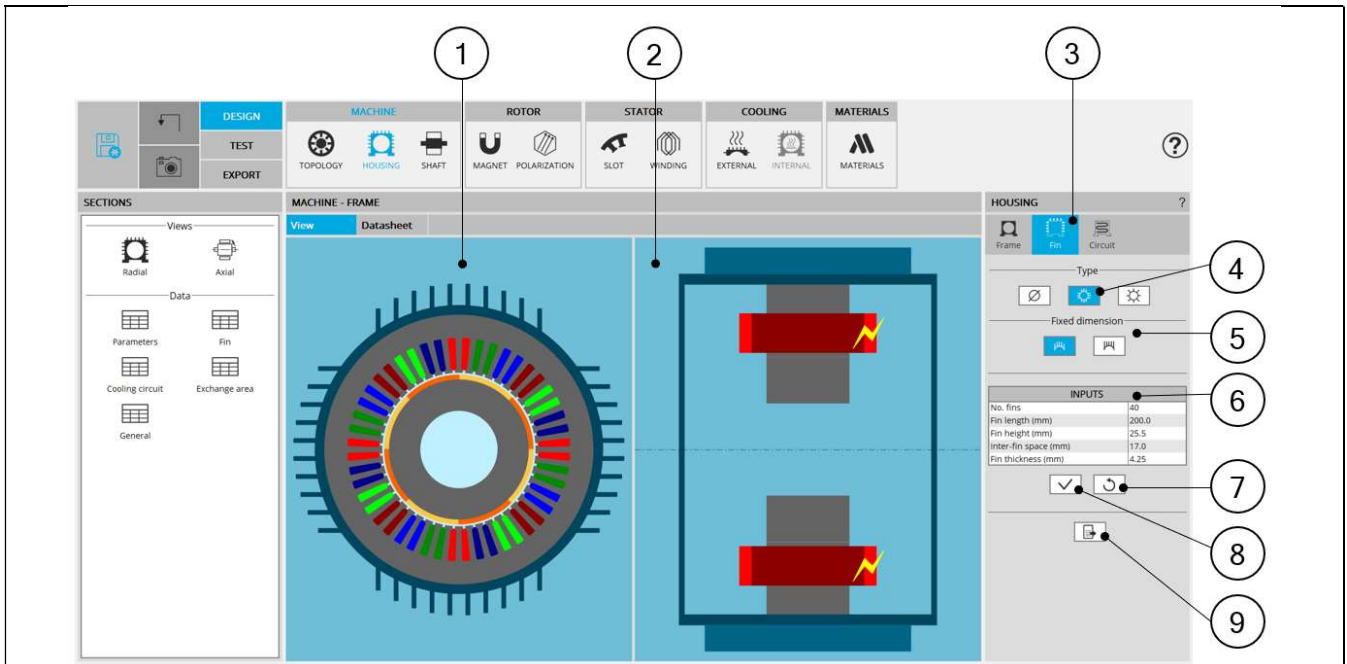 1
2
3
DESIGN
TEST
EXPORT
MACHINE
ROTOR
STATOR
COOLING
MATERIALS
TOPOLOGY
HOUSING
SHAFT
MAGNET
POLARIZATION
SLOT
WINDING
EXTERNAL
INTERNAL
MATERIALS
?
SECTIONS
MACHINE - FRAME
HOUSING
?
View
Datasheet
Views
Radial
Axial
Data
Parameters
Fin
Cooling circuit
Exchange area
General
Frame
Fin
Circuit
Type
4
Fixed dimension
5
INPUTS
6
No. fins 40
Fin length (mm) 200.0
Fin height (mm) 25.5
Inter-fin space (mm) 17.0
Fin thickness (mm) 4.25
7
8
9